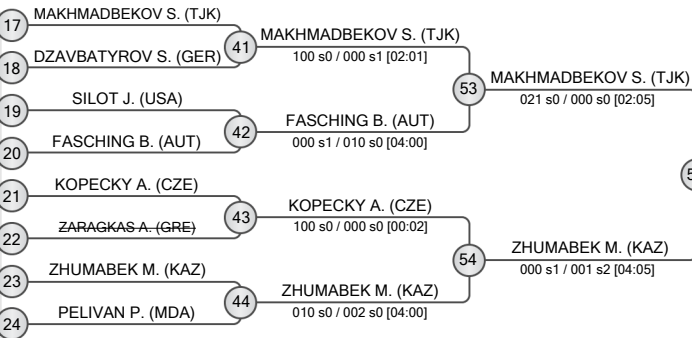 17 MAKHMADBEKOV S. (TJK)
18 DZAVBATYROV S. (GER)
41 MAKHMADBEKOV S. (TJK)
100 s0 / 000 s1 [02:01]
19 SILOT J. (USA)
20 FASCHING B. (AUT)
42 FASCHING B. (AUT)
000 s1 / 010 s0 [04:00]
53 MAKHMADBEKOV S. (TJK)
021 s0 / 000 s0 [02:05]
21 KOPECKY A. (CZE)
22 ZARAGKAS A. (GRE)
43 KOPECKY A. (CZE)
100 s0 / 000 s0 [00:02]
23 ZHUMABEK M. (KAZ)
24 PELIVAN P. (MDA)
44 ZHUMABEK M. (KAZ)
010 s0 / 002 s0 [04:00]
54 ZHUMABEK M. (KAZ)
000 s1 / 001 s2 [04:05]